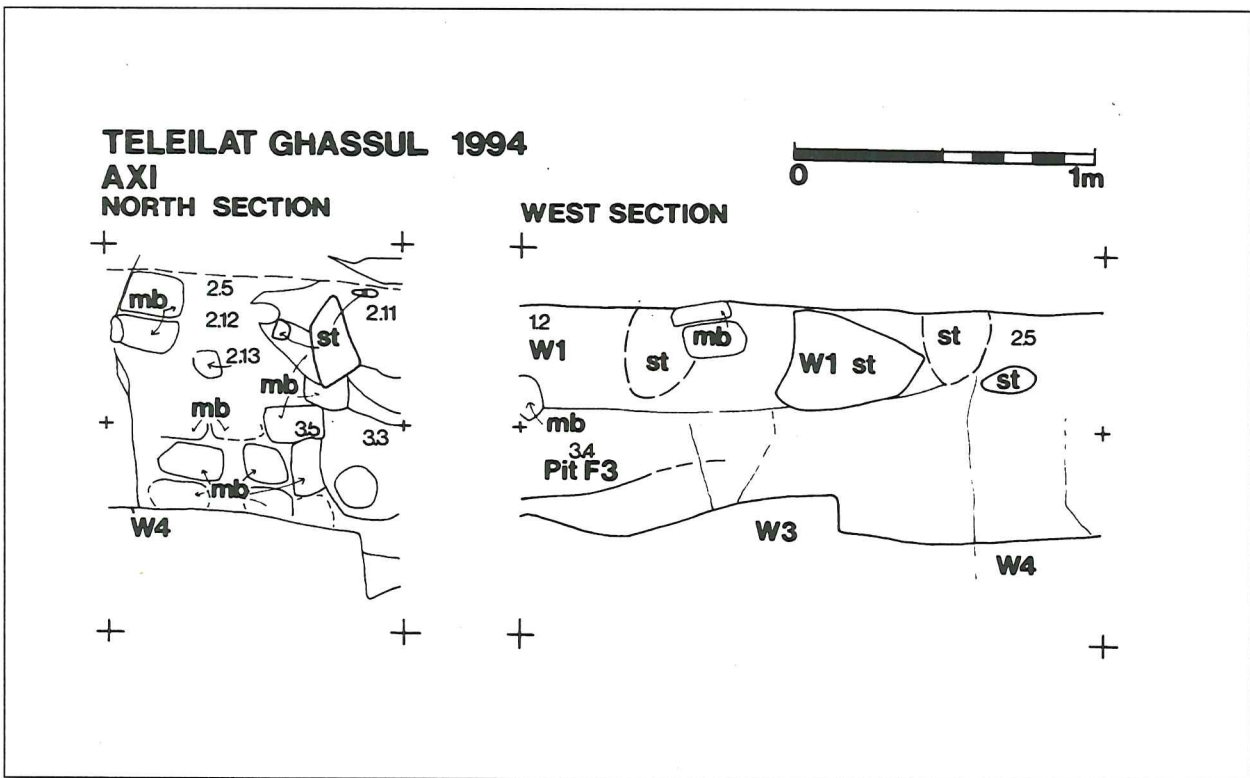 TELEILAT GHASSUL 1994
AXI
NORTH SECTION
0 1m
WEST SECTION
mb
2.5
2.12
2.11
st
2.13
mb
mb
3.5
3.3
mb
W4
1.2
W1
st
mb
W1 st
st
2.5
st
mb
3.4
Pit F3
W3
W4